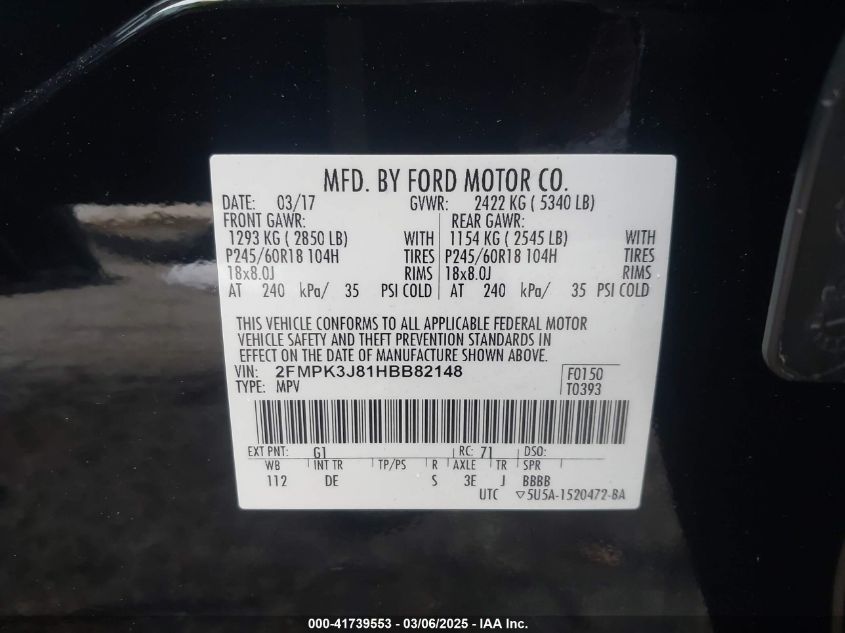 MFD. BY FORD MOTOR CO.
DATE: 03/17 GVWR: 2422 KG ( 5340 LB)
FRONT GAWR: REAR GAWR:
1293 KG ( 2850 LB) WITH 1154 KG ( 2545 LB) WITH
P245/60R18 104H TIRES P245/60R18 104H TIRES
18x8.0J RIMS 18x8.0J RIMS
AT 240 kPa/ 35 PSI COLD AT 240 kPa/ 35 PSI COLD
THIS VEHICLE CONFORMS TO ALL APPLICABLE FEDERAL MOTOR
VEHICLE SAFETY AND THEFT PREVENTION STANDARDS IN
EFFECT ON THE DATE OF MANUFACTURE SHOWN ABOVE.
VIN: 2FMPK3J81HBB82148 F0150
TYPE: MPV T0393
EXT PNT: G1 RC: 71 DSO:
WB INT TR TP/PS R AXLE TR SPR
112 DE S 3E J BBBB
UTC ▽5U5A-1520472-BA
000-41739553 - 03/06/2025 - IAA Inc.